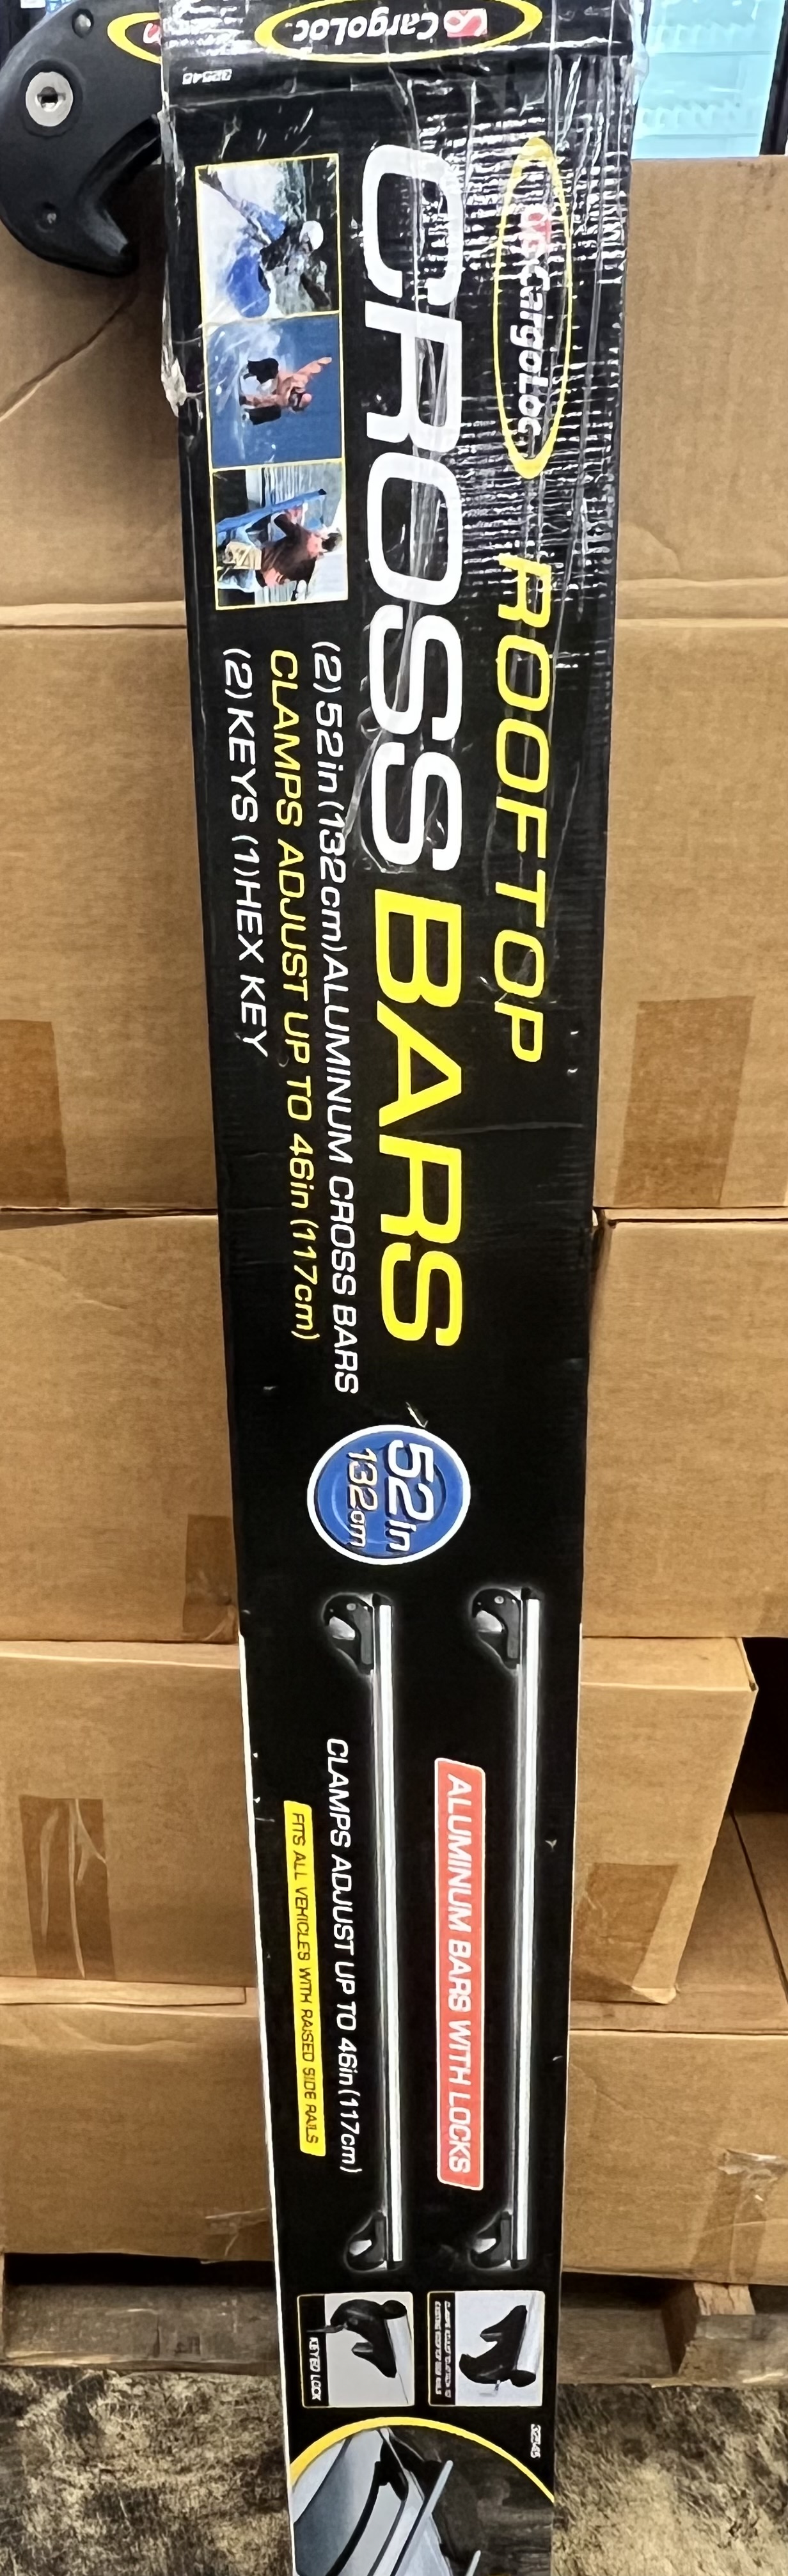 CargoLoc
32545
CargoLoc
ROOFTOP
CROSS BARS
(2) 52in (132cm) ALUMINUM CROSS BARS
CLAMPS ADJUST UP TO 46in (117cm)
(2) KEYS (1) HEX KEY
52in
132cm
ALUMINUM BARS WITH LOCKS
CLAMPS ADJUST UP TO 46in (117cm)
FITS ALL VEHICLES WITH RAISED SIDE RAILS
KEYED LOCK
32545